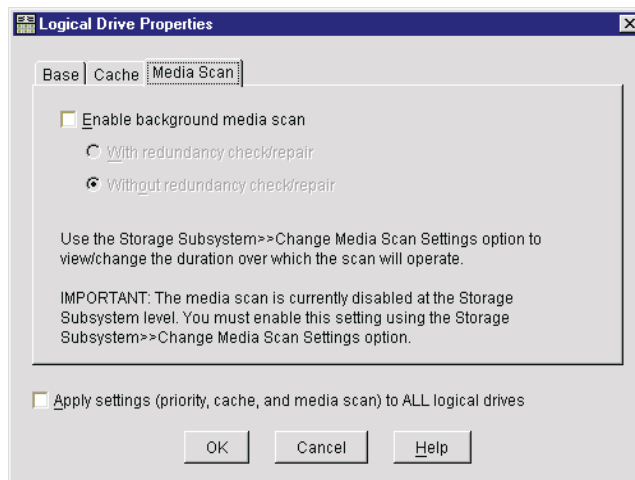 Logical Drive Properties
Base
Cache
Media Scan
Enable background media scan
With redundancy check/repair
Without redundancy check/repair
Use the Storage Subsystem>>Change Media Scan Settings option to
view/change the duration over which the scan will operate.
IMPORTANT: The media scan is currently disabled at the Storage
Subsystem level. You must enable this setting using the Storage
Subsystem>>Change Media Scan Settings option.
Apply settings (priority, cache, and media scan) to ALL logical drives
OK
Cancel
Help